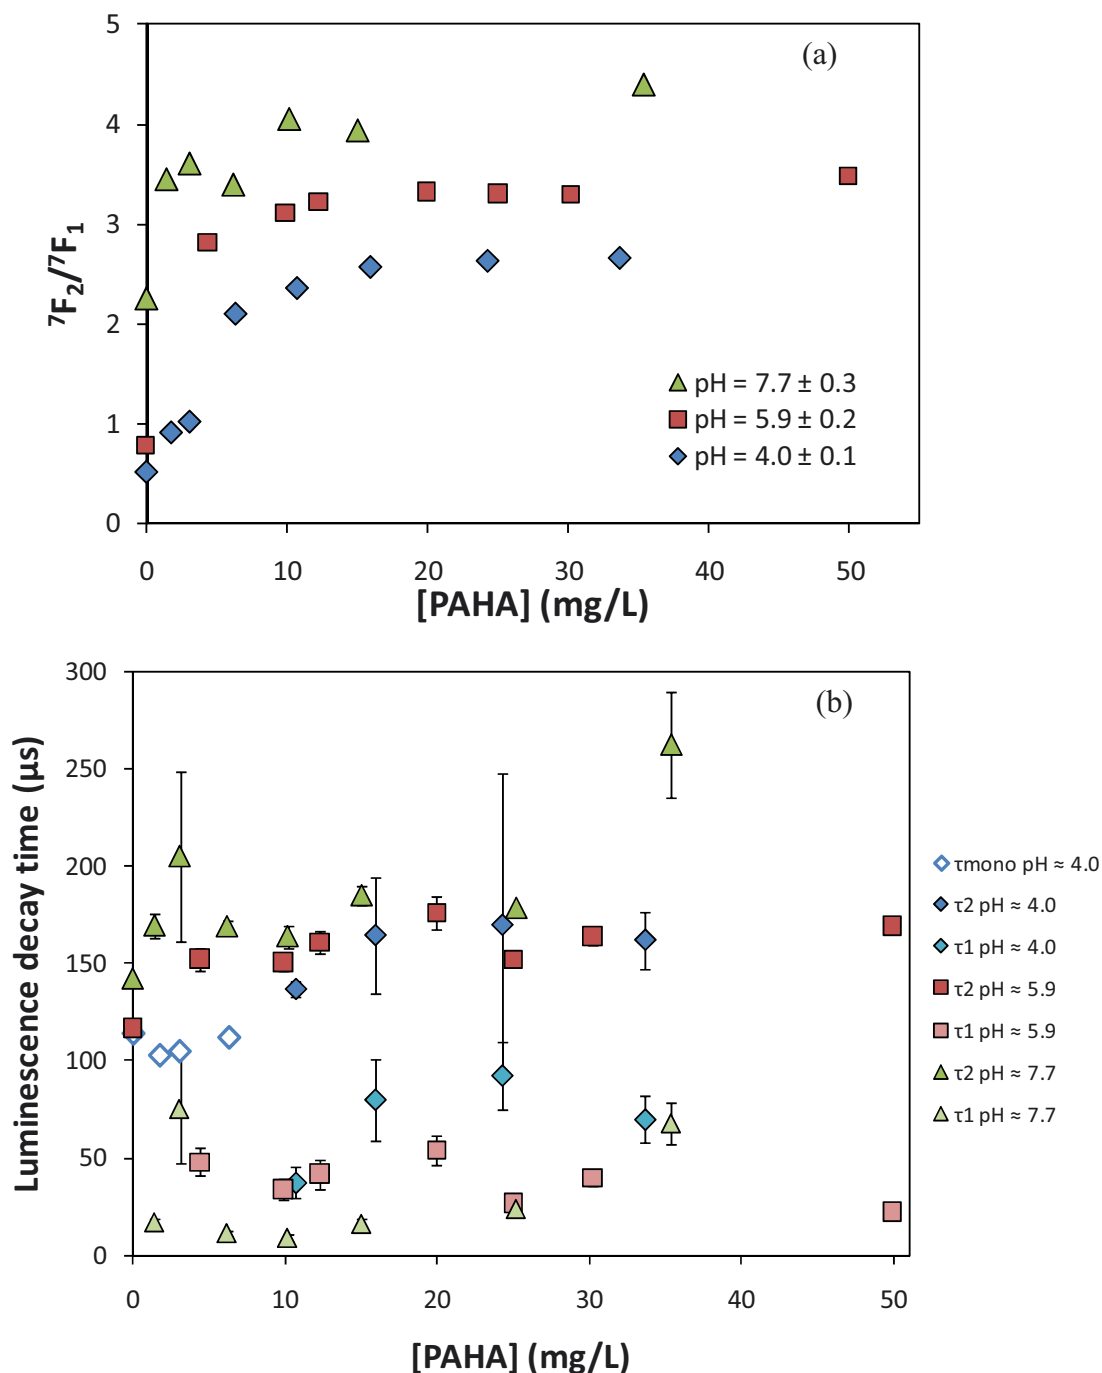 (a)
5
4
3
2
1
0
⁷F₂/⁷F₁
pH = 7.7 ± 0.3
pH = 5.9 ± 0.2
pH = 4.0 ± 0.1
0 10 20 30 40 50
[PAHA] (mg/L)
(b)
300
250
200
150
100
50
0
Luminescence decay time (µs)
τmono pH ≈ 4.0
τ2 pH ≈ 4.0
τ1 pH ≈ 4.0
τ2 pH ≈ 5.9
τ1 pH ≈ 5.9
τ2 pH ≈ 7.7
τ1 pH ≈ 7.7
0 10 20 30 40 50
[PAHA] (mg/L)